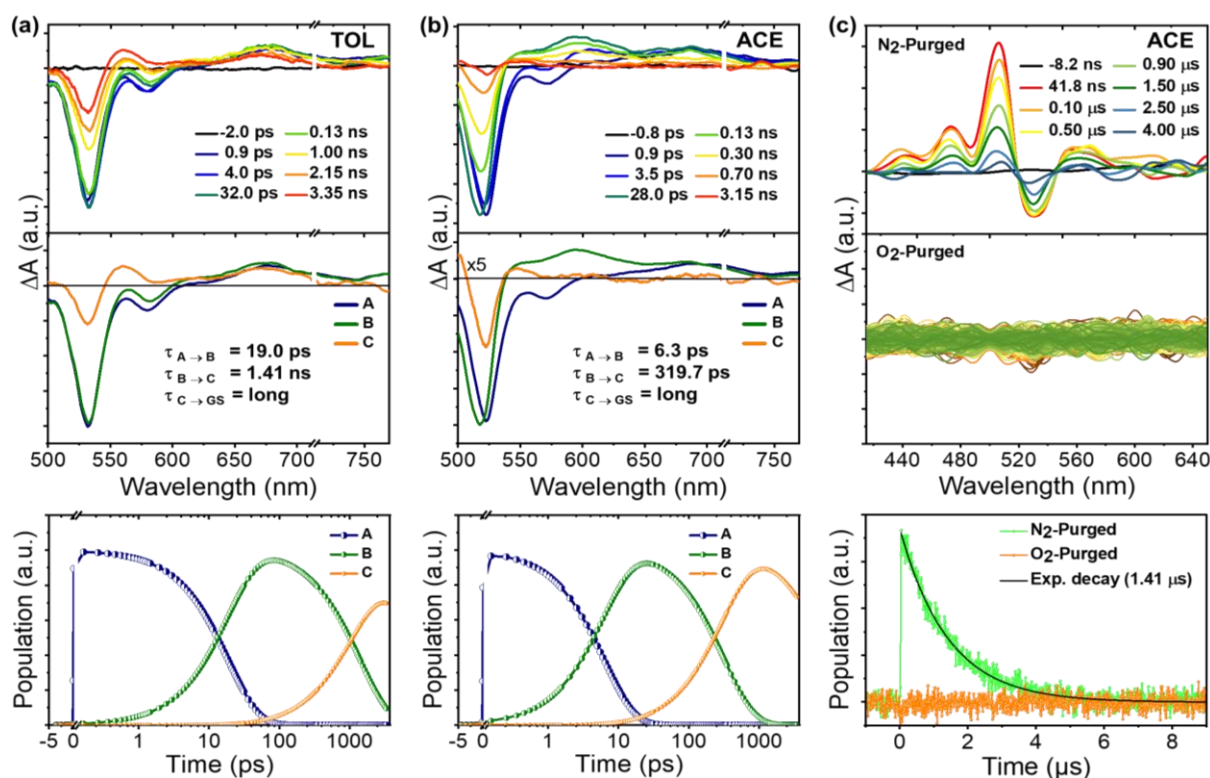 (a)
TOL
-2.0 ps
0.9 ps
4.0 ps
32.0 ps
0.13 ns
1.00 ns
2.15 ns
3.35 ns
ΔA (a.u.)
A
B
C
τ A→B = 19.0 ps
τ B→C = 1.41 ns
τ C→GS = long
500 550 600 650 700 750
Wavelength (nm)
A
B
C
Population (a.u.)
-5 0 1 10 100 1000
Time (ps)
(b)
ACE
-0.8 ps
0.9 ps
3.5 ps
28.0 ps
0.13 ns
0.30 ns
0.70 ns
3.15 ns
ΔA (a.u.)
x5
A
B
C
τ A→B = 6.3 ps
τ B→C = 319.7 ps
τ C→GS = long
500 550 600 650 700 750
Wavelength (nm)
A
B
C
Population (a.u.)
-5 0 1 10 100 1000
Time (ps)
(c)
N2-Purged
ACE
-8.2 ns
41.8 ns
0.10 µs
0.50 µs
0.90 µs
1.50 µs
2.50 µs
4.00 µs
ΔA (a.u.)
O2-Purged
440 480 520 560 600 640
Wavelength (nm)
N2-Purged
O2-Purged
Exp. decay (1.41 µs)
Population (a.u.)
0 2 4 6 8
Time (µs)